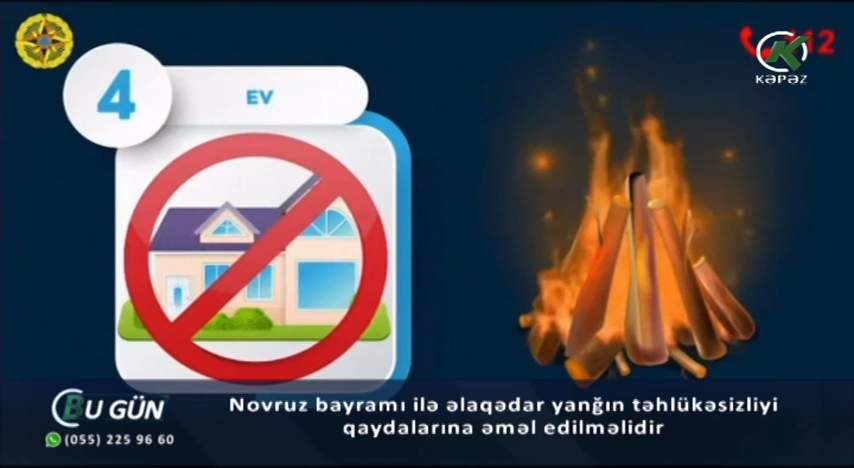 4
EV
112
KƏPƏZ
Novruz bayramı ilə əlaqədar yanğın təhlükəsizliyi
qaydalarına əməl edilməlidir
BU GÜN
(055) 225 96 60